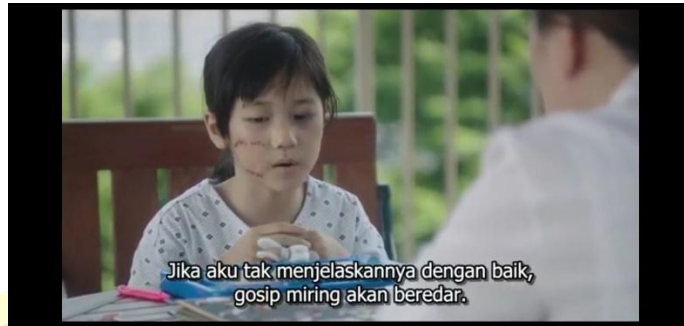 Jika aku tak menjelaskannya dengan baik,
gosip miring akan beredar.